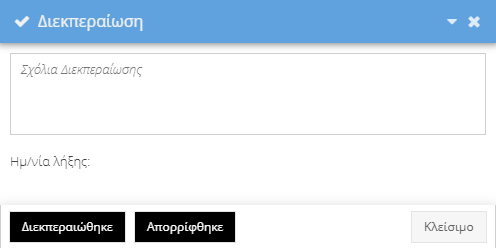 Διεκπεραίωση
Σχόλια Διεκπεραίωσης
Ημ/νία λήξης:
Διεκπεραιώθηκε Απορρίφθηκε Κλείσιμο